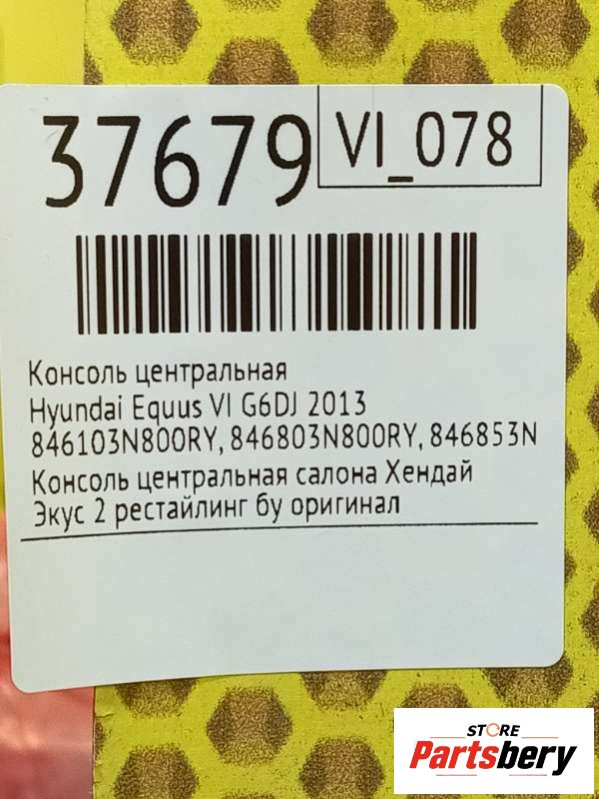 37679
VI_078
Консоль центральная
Hyundai Equus VI G6DJ 2013
846103N800RY, 846803N800RY, 846853N
Консоль центральная салона Хендай
Экус 2 рестайлинг бу оригинал
STORE
Partsbery